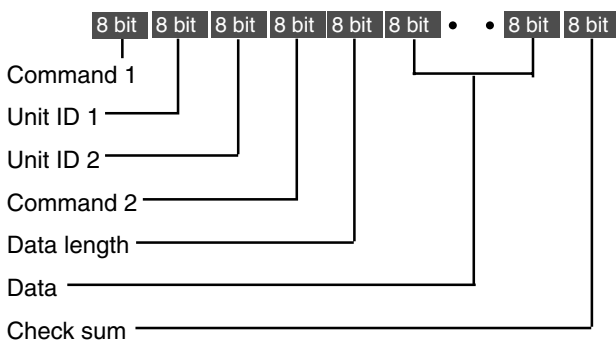 8 bit 8 bit 8 bit 8 bit 8 bit 8 bit • • 8 bit 8 bit
Command 1
Unit ID 1
Unit ID 2
Command 2
Data length
Data
Check sum